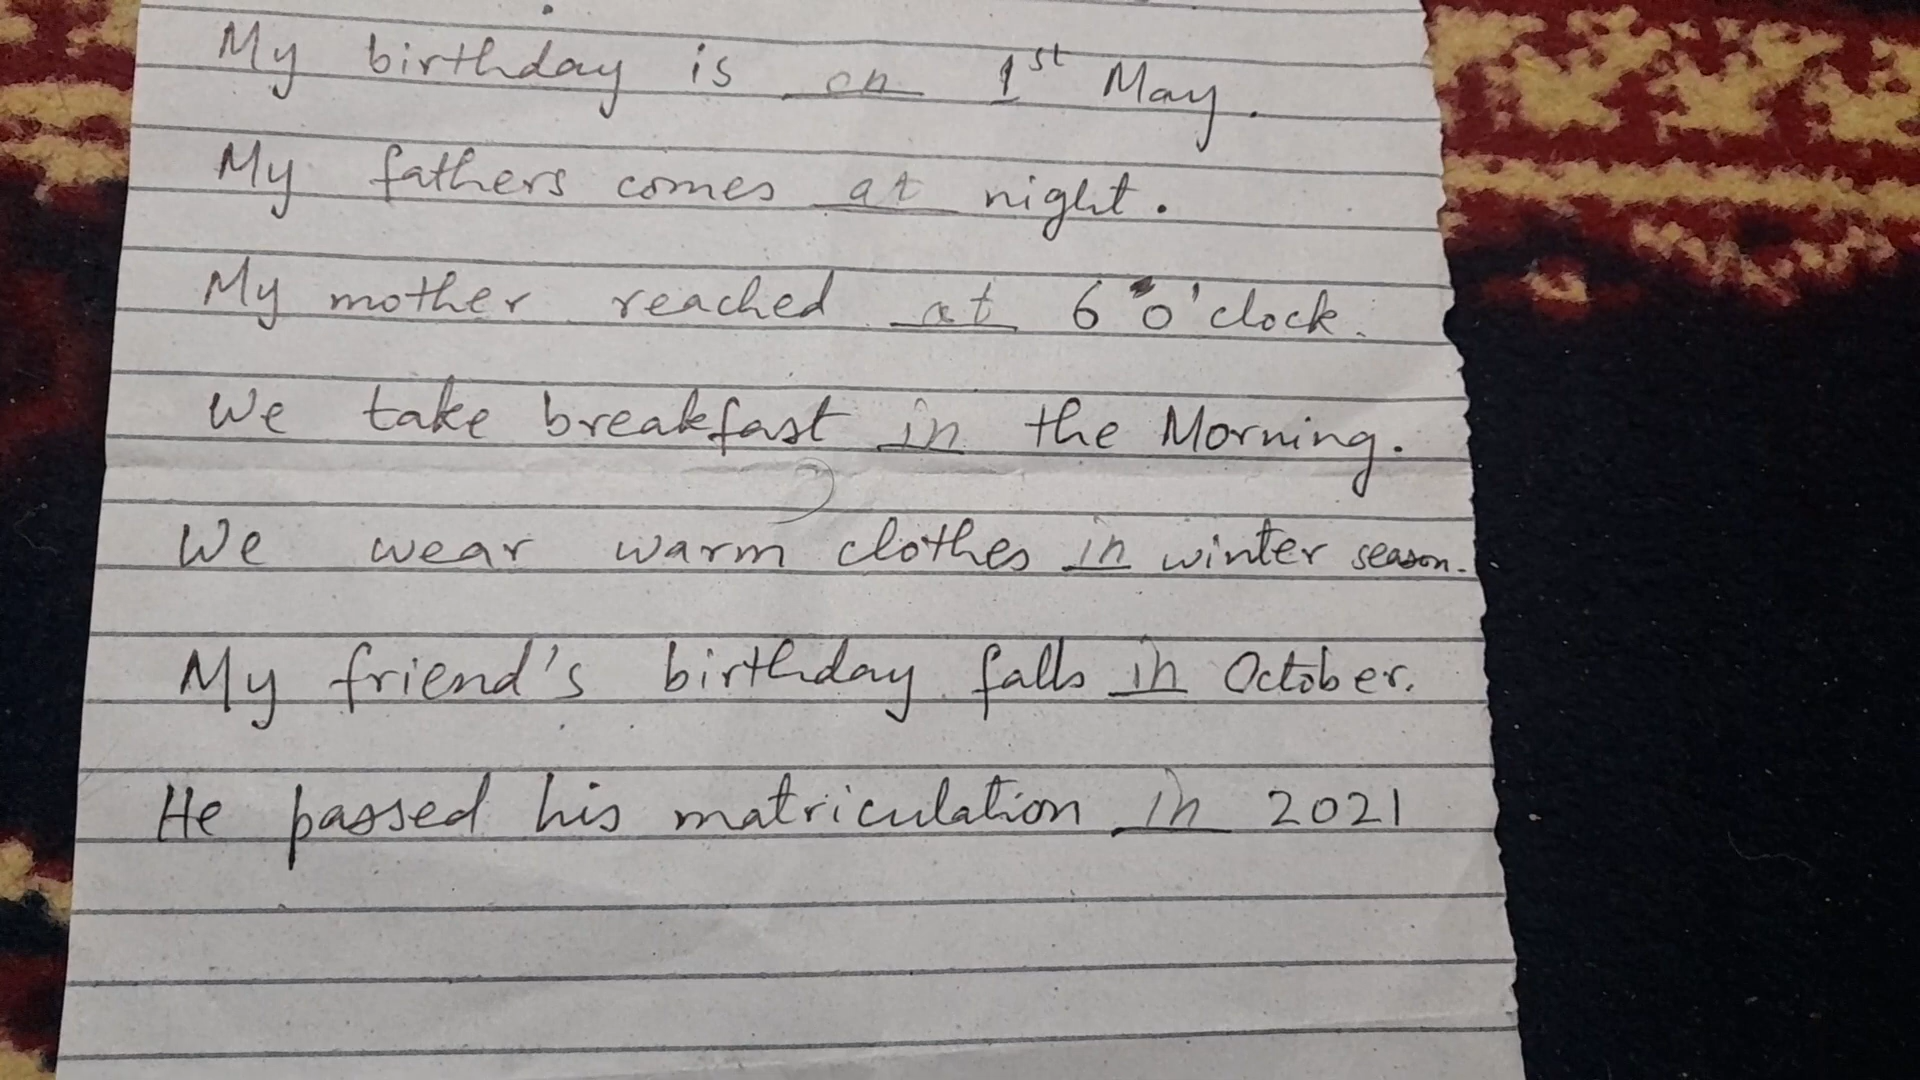 My birthday is on 1st May.
My fathers comes at night.
My mother reached at 6 o'clock.
We take breakfast in the Morning.
We wear warm clothes in winter season.
My friend's birthday falls in October.
He passed his matriculation in 2021